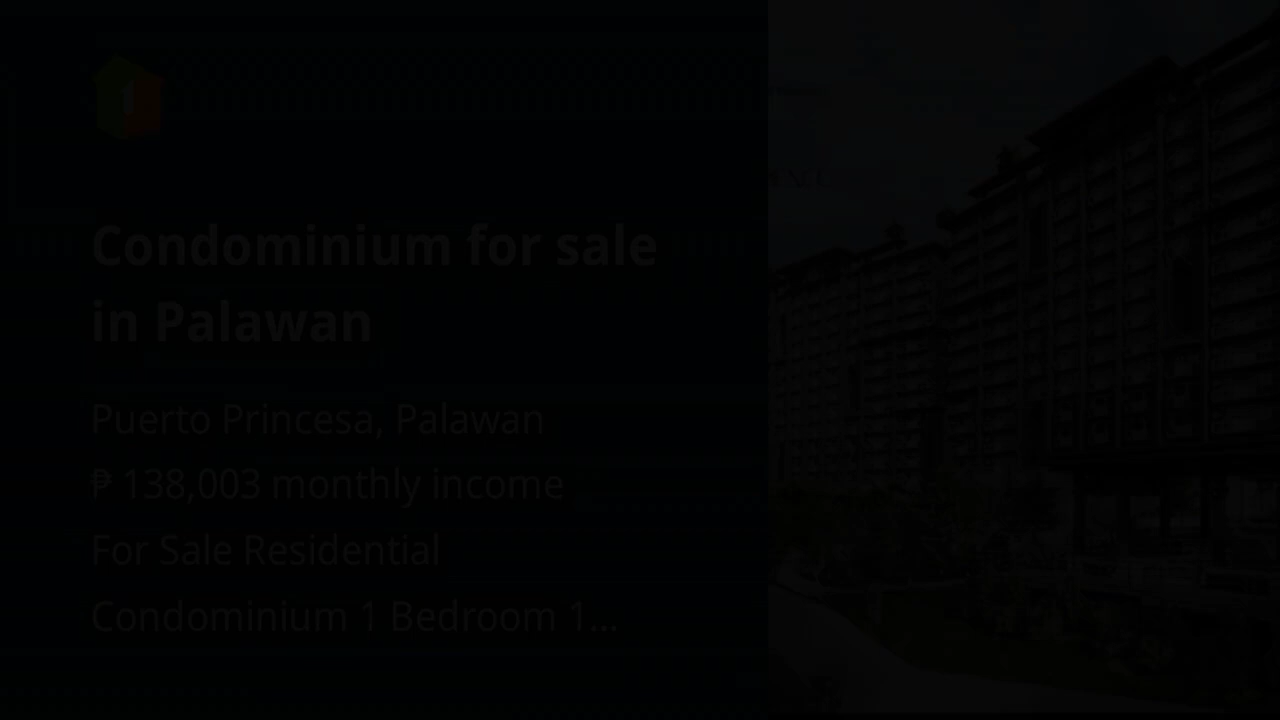 Condominium for sale
in Palawan
Puerto Princesa, Palawan
₱ 138,003 monthly income
For Sale Residential
Condominium 1 Bedroom 1...